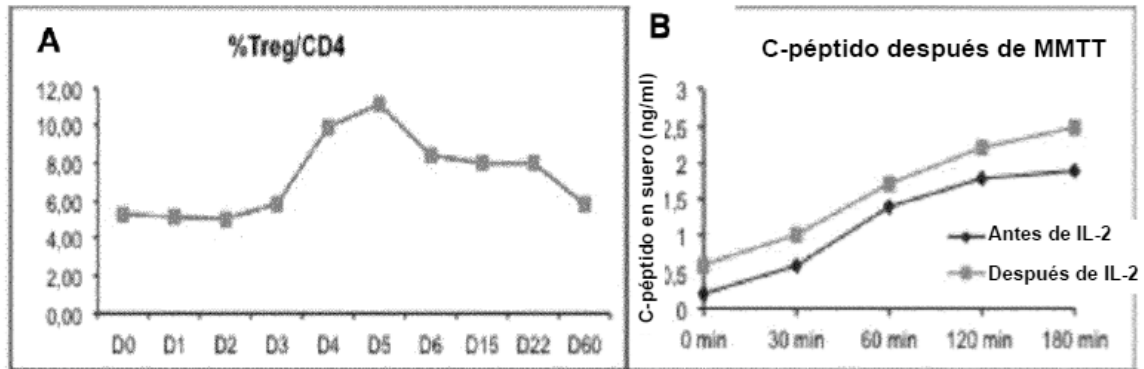 A
%Treg/CD4
12,00
10,00
8,00
6,00
4,00
2,00
0,00
D0 D1 D2 D3 D4 D5 D6 D15 D22 D60
B
C-péptido después de MMTT
C-péptido en suero (ng/ml)
3
2,5
2
1,5
1
0,5
0
0 min 30 min 60 min 120 min 180 min
Antes de IL-2
Después de IL-2